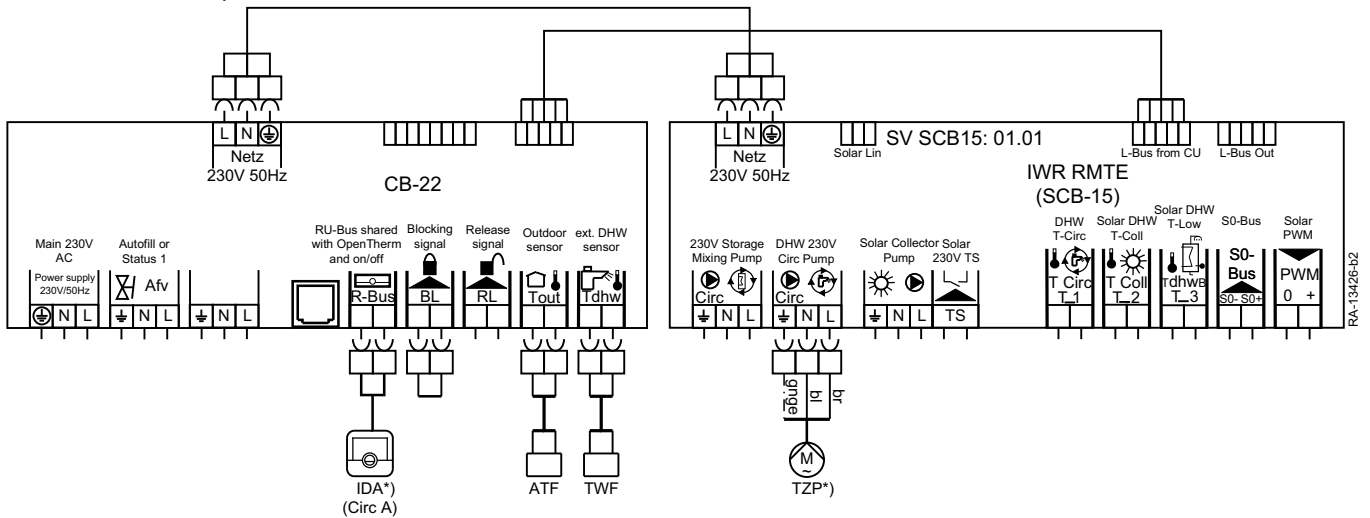 L N
Netz
230V 50Hz
CB-22
Main 230V
AC
Power supply
230V/50Hz
N L
Autofill or
Status 1
Afv
N L
N L
RU-Bus shared
with OpenTherm
and on/off
R-Bus
Blocking
signal
BL
Release
signal
RL
Outdoor
sensor
Tout
ext. DHW
sensor
Tdhw
IDA*)
(Circ A)
ATF
TWF
L N
Netz
230V 50Hz
Solar Lin
SV SCB15: 01.01
L-Bus from CU
L-Bus Out
IWR RMTE
(SCB-15)
230V Storage
Mixing Pump
Circ
N L
DHW 230V
Circ Pump
Circ
N L
gnge
bl
br
M
~
TZP*)
Solar Collector
Pump
N L
Solar
230V TS
TS
DHW
T-Circ
T Circ
T_1
Solar DHW
T-Coll
T Coll
T_2
Solar DHW
T-Low
TdhwB
T_3
S0-Bus
S0-
Bus
S0- S0+
Solar
PWM
PWM
0 +
RA-13426-b2